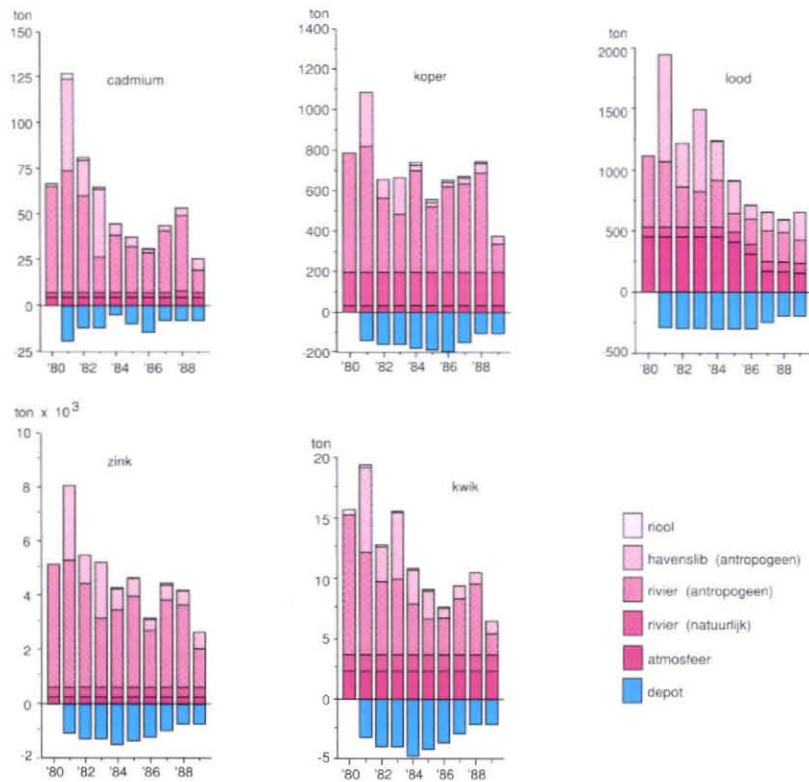 ton
150
125
100
75
50
25
0
-25
cadmium
'80 '82 '84 '86 '88
ton
1400
1200
1000
800
600
400
200
0
-200
koper
'80 '82 '84 '86 '88
ton
2000
1500
1000
500
0
-500
lood
'80 '82 '84 '86 '88
ton x 10³
10
8
6
4
2
0
-2
zink
'80 '82 '84 '86 '88
ton
20
15
10
5
0
-5
kwik
'80 '82 '84 '86 '88
riool
havenslib (antropogeen)
rivier (antropogeen)
rivier (natuurlijk)
atmosfeer
depot